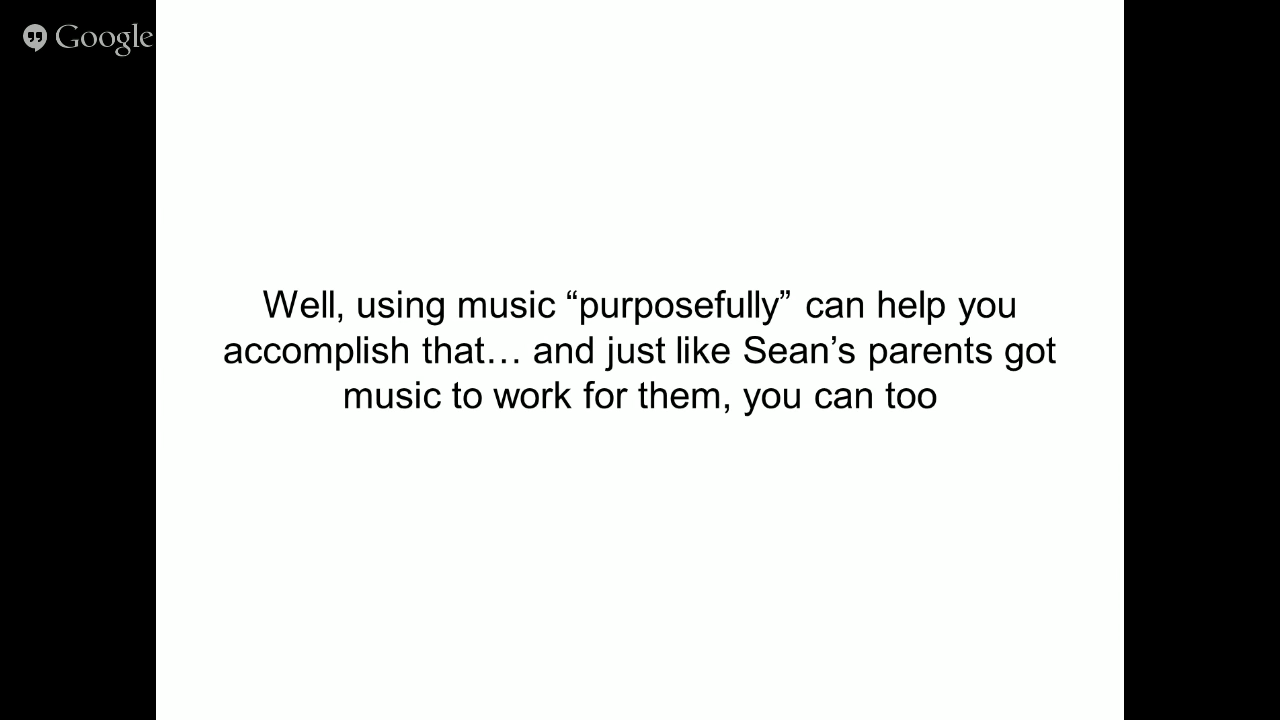 Google
Well, using music “purposefully” can help you
accomplish that… and just like Sean’s parents got
music to work for them, you can too